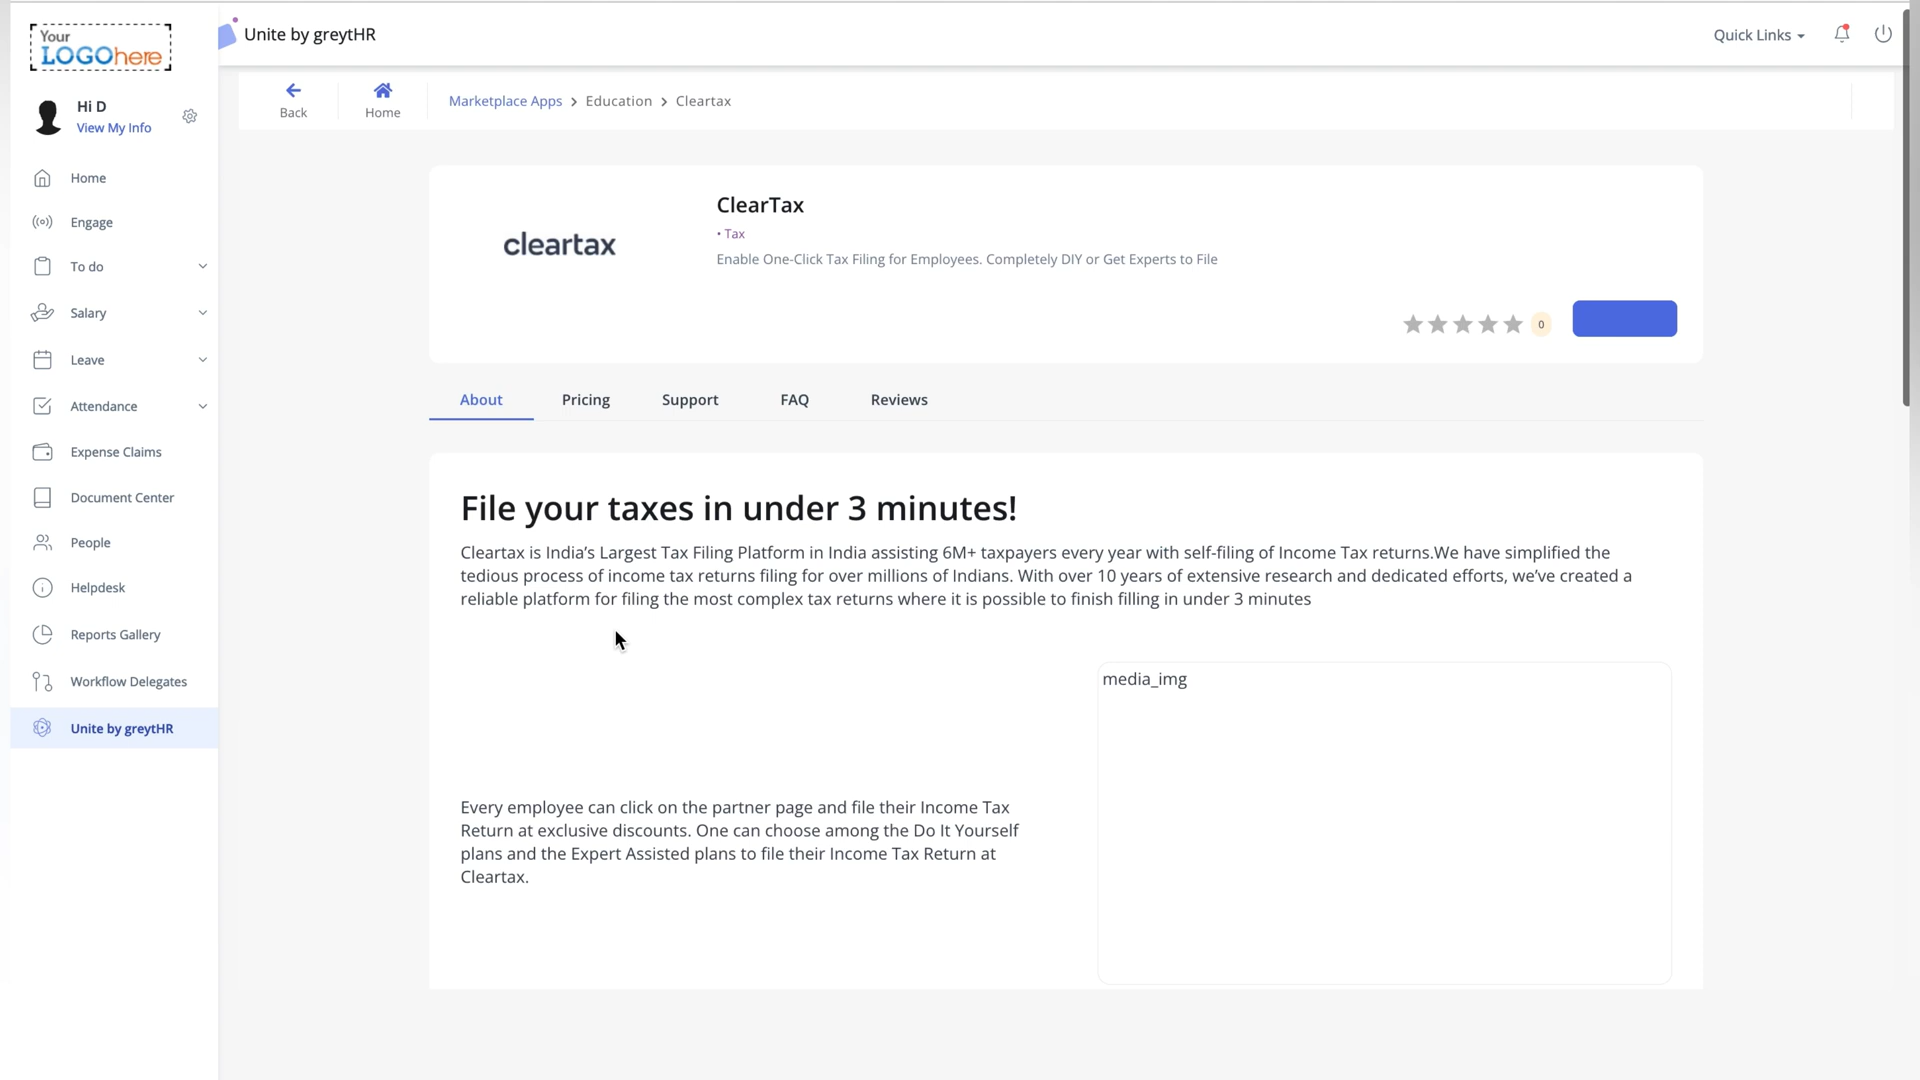 Your
LOGOhere
Unite by greytHR
Quick Links
Hi D
View My Info
Back
Home
Marketplace Apps > Education > Cleartax
Home
Engage
To do
Salary
Leave
Attendance
Expense Claims
Document Center
People
Helpdesk
Reports Gallery
Workflow Delegates
Unite by greytHR
cleartax
ClearTax
• Tax
Enable One-Click Tax Filing for Employees. Completely DIY or Get Experts to File
0
About
Pricing
Support
FAQ
Reviews
File your taxes in under 3 minutes!
Cleartax is India’s Largest Tax Filing Platform in India assisting 6M+ taxpayers every year with self-filing of Income Tax returns.We have simplified the
tedious process of income tax returns filing for over millions of Indians. With over 10 years of extensive research and dedicated efforts, we’ve created a
reliable platform for filing the most complex tax returns where it is possible to finish filling in under 3 minutes
media_img
Every employee can click on the partner page and file their Income Tax
Return at exclusive discounts. One can choose among the Do It Yourself
plans and the Expert Assisted plans to file their Income Tax Return at
Cleartax.